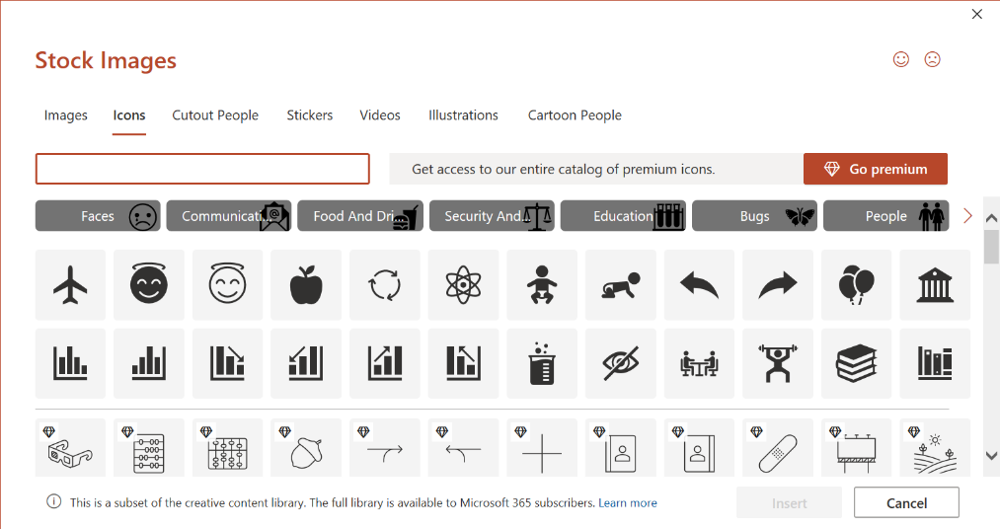 Stock Images
Images Icons Cutout People Stickers Videos Illustrations Cartoon People
Get access to our entire catalog of premium icons. Go premium
Faces Communicati... Food And Dri... Security And... Education Bugs People
This is a subset of the creative content library. The full library is available to Microsoft 365 subscribers. Learn more
Insert Cancel